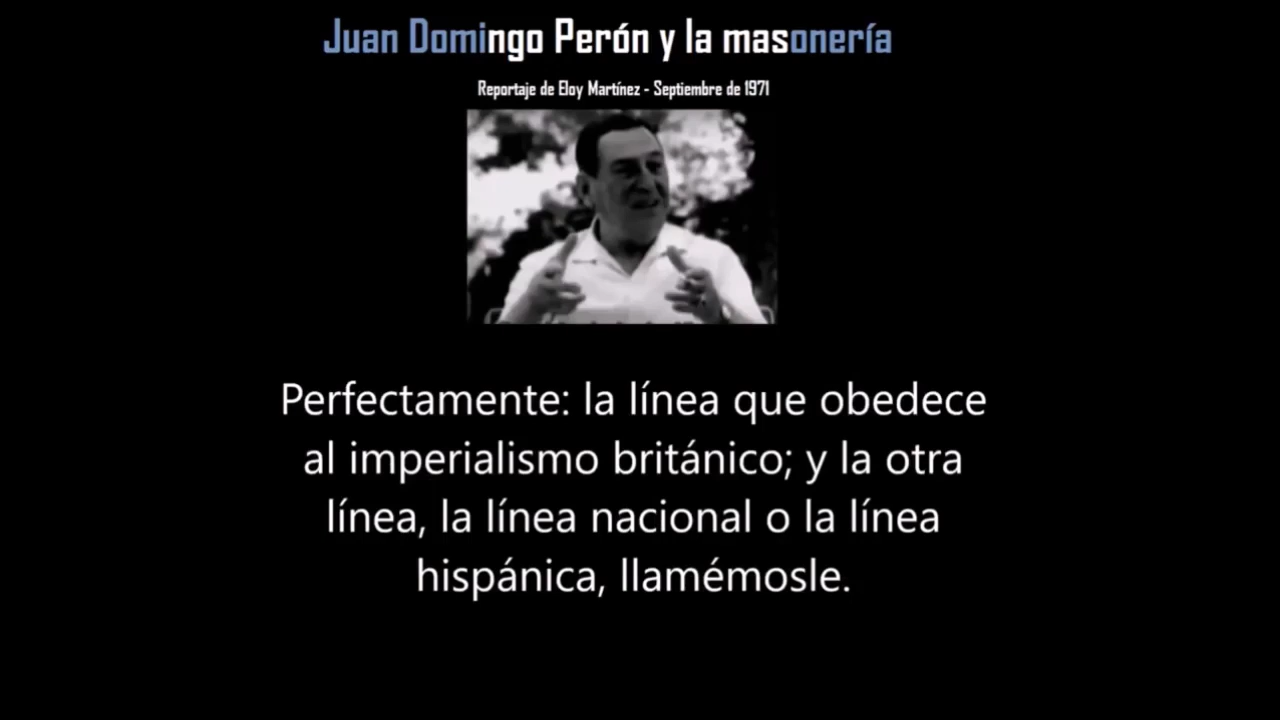 Juan Domingo Perón y la masonería
Reportaje de Eloy Martínez - Septiembre de 1971
Perfectamente: la línea que obedece
al imperialismo británico; y la otra
línea, la línea nacional o la línea
hispánica, llamémosle.